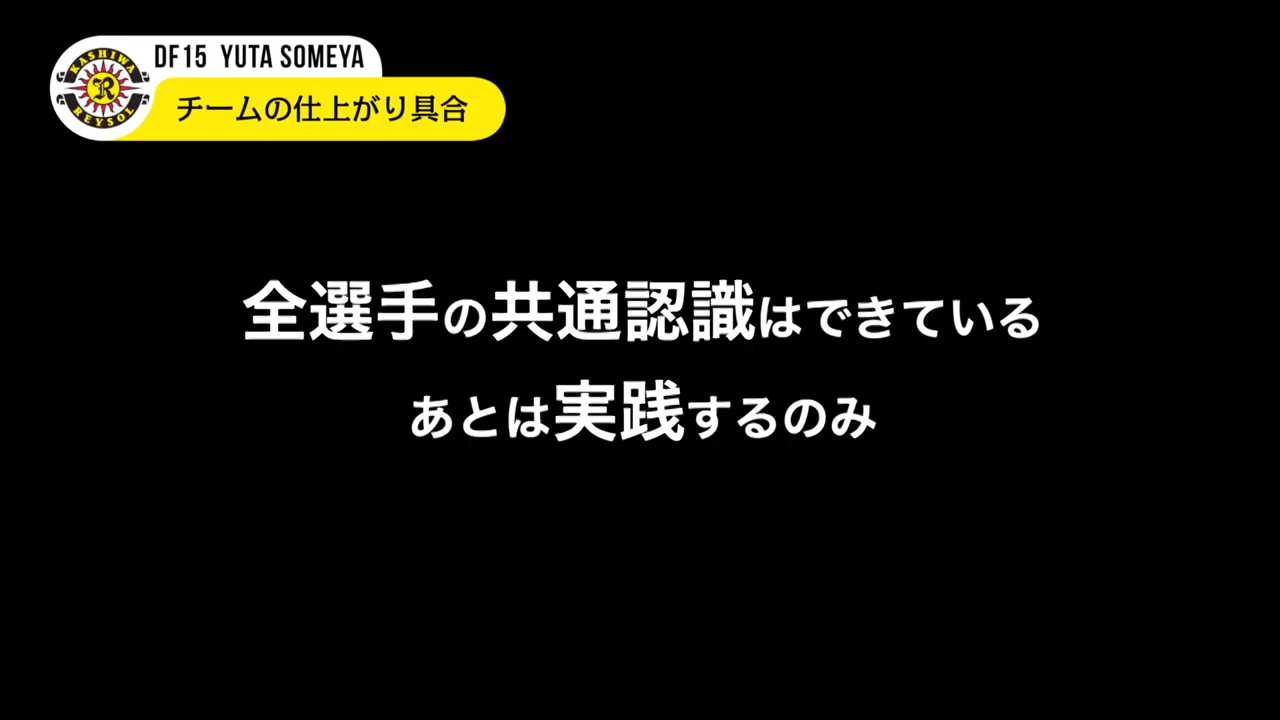 KASHIWA
REYSOL
DF15 YUTA SOMEYA
チームの仕上がり具合
全選手の共通認識はできている
あとは実践するのみ